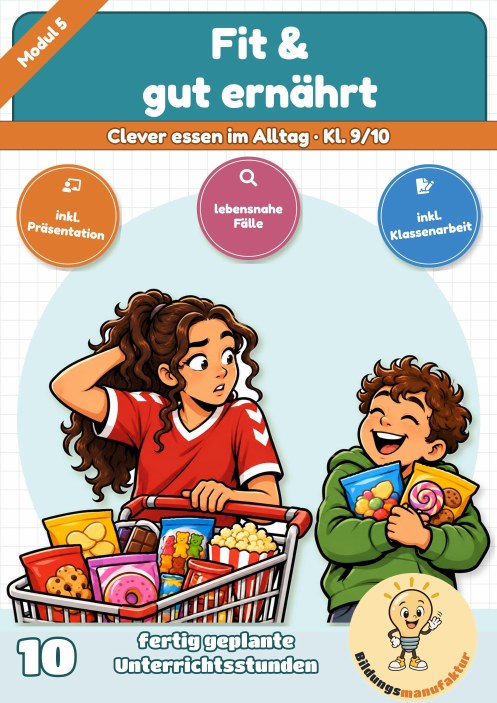 Modul 5
Fit &
gut ernährt
Clever essen im Alltag · Kl. 9/10
inkl.
Präsentation
lebensnahe
Fälle
inkl.
Klassenarbeit
10
fertig geplante
Unterrichtsstunden
Bildungsmanufaktur